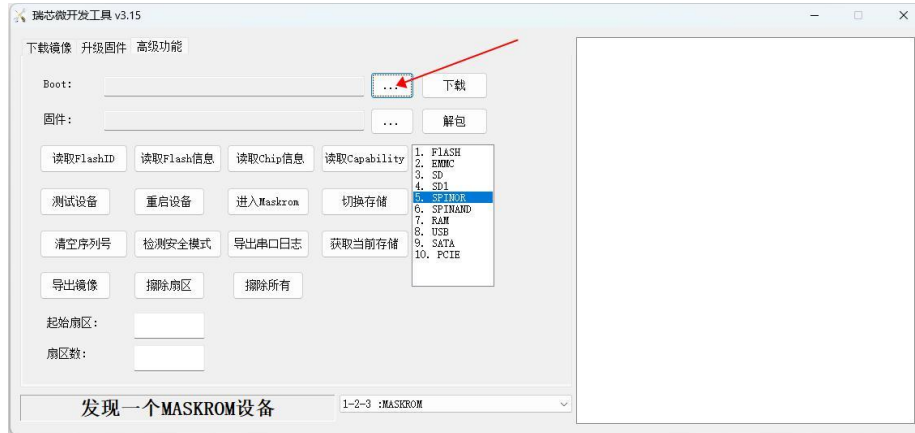 瑞芯微开发工具 v3.15
下载镜像 升级固件 高级功能
Boot: ... 下载
固件: ... 解包
读取FlashID 读取Flash信息 读取Chip信息 读取Capability
测试设备 重启设备 进入Maskrom 切换存储
清空序列号 检测安全模式 导出串口日志 获取当前存储
导出镜像 擦除扇区 擦除所有
1. FlASH
2. EMMC
3. SD
4. SD1
5. SPINOR
6. SPINAND
7. RAM
8. USB
9. SATA
10. PCIE
起始扇区:
扇区数:
发现一个MASKROM设备 1-2-3 :MASKROM